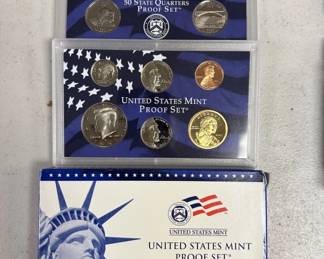 50 STATE QUARTERS
PROOF SET
UNITED STATES MINT
PROOF SET
UNITED STATES MINT
UNITED STATES MINT
PROOF SET